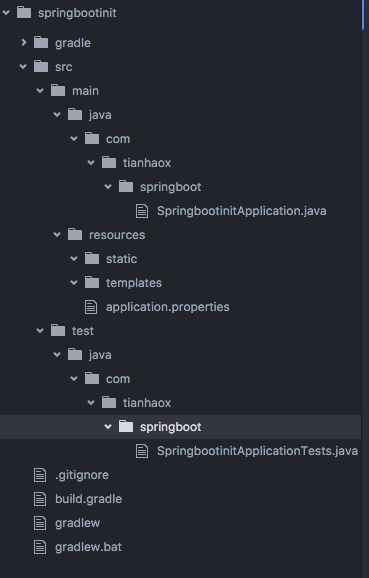 springbootinit
gradle
src
main
java
com
tianhaox
springboot
SpringbootinitApplication.java
resources
static
templates
application.properties
test
java
com
tianhaox
springboot
SpringbootinitApplicationTests.java
.gitignore
build.gradle
gradlew
gradlew.bat